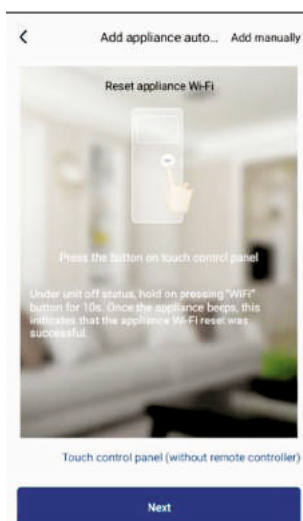 Add appliance auto... Add manually
Reset appliance Wi-Fi
Press the button on touch control panel
Under unit off status, hold on pressing "WiFi"
button for 10s. Once the appliance beeps, this
indicates that the appliance Wi-Fi reset was
successful.
Touch control panel (without remote controller)
Next